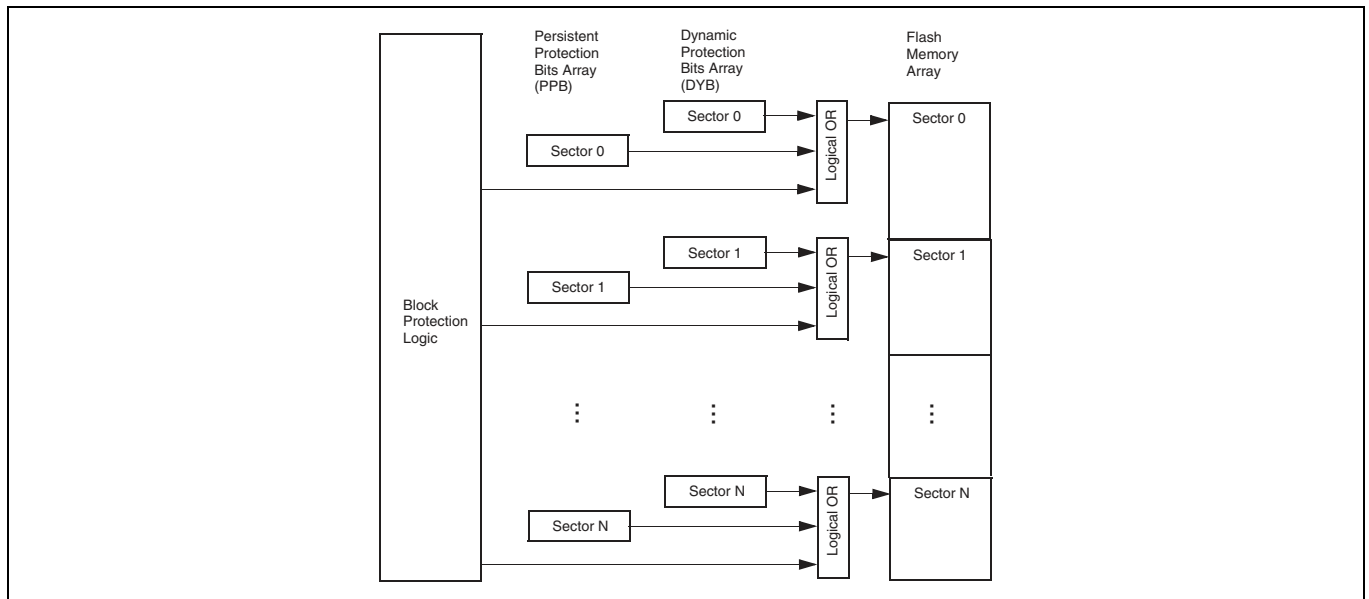 Persistent
Protection
Bits Array
(PPB)
Dynamic
Protection
Bits Array
(DYB)
Flash
Memory
Array
Sector 0
Sector 0
Logical OR
Sector 0
Sector 1
Sector 1
Logical OR
Sector 1
Block
Protection
Logic
Sector N
Sector N
Logical OR
Sector N